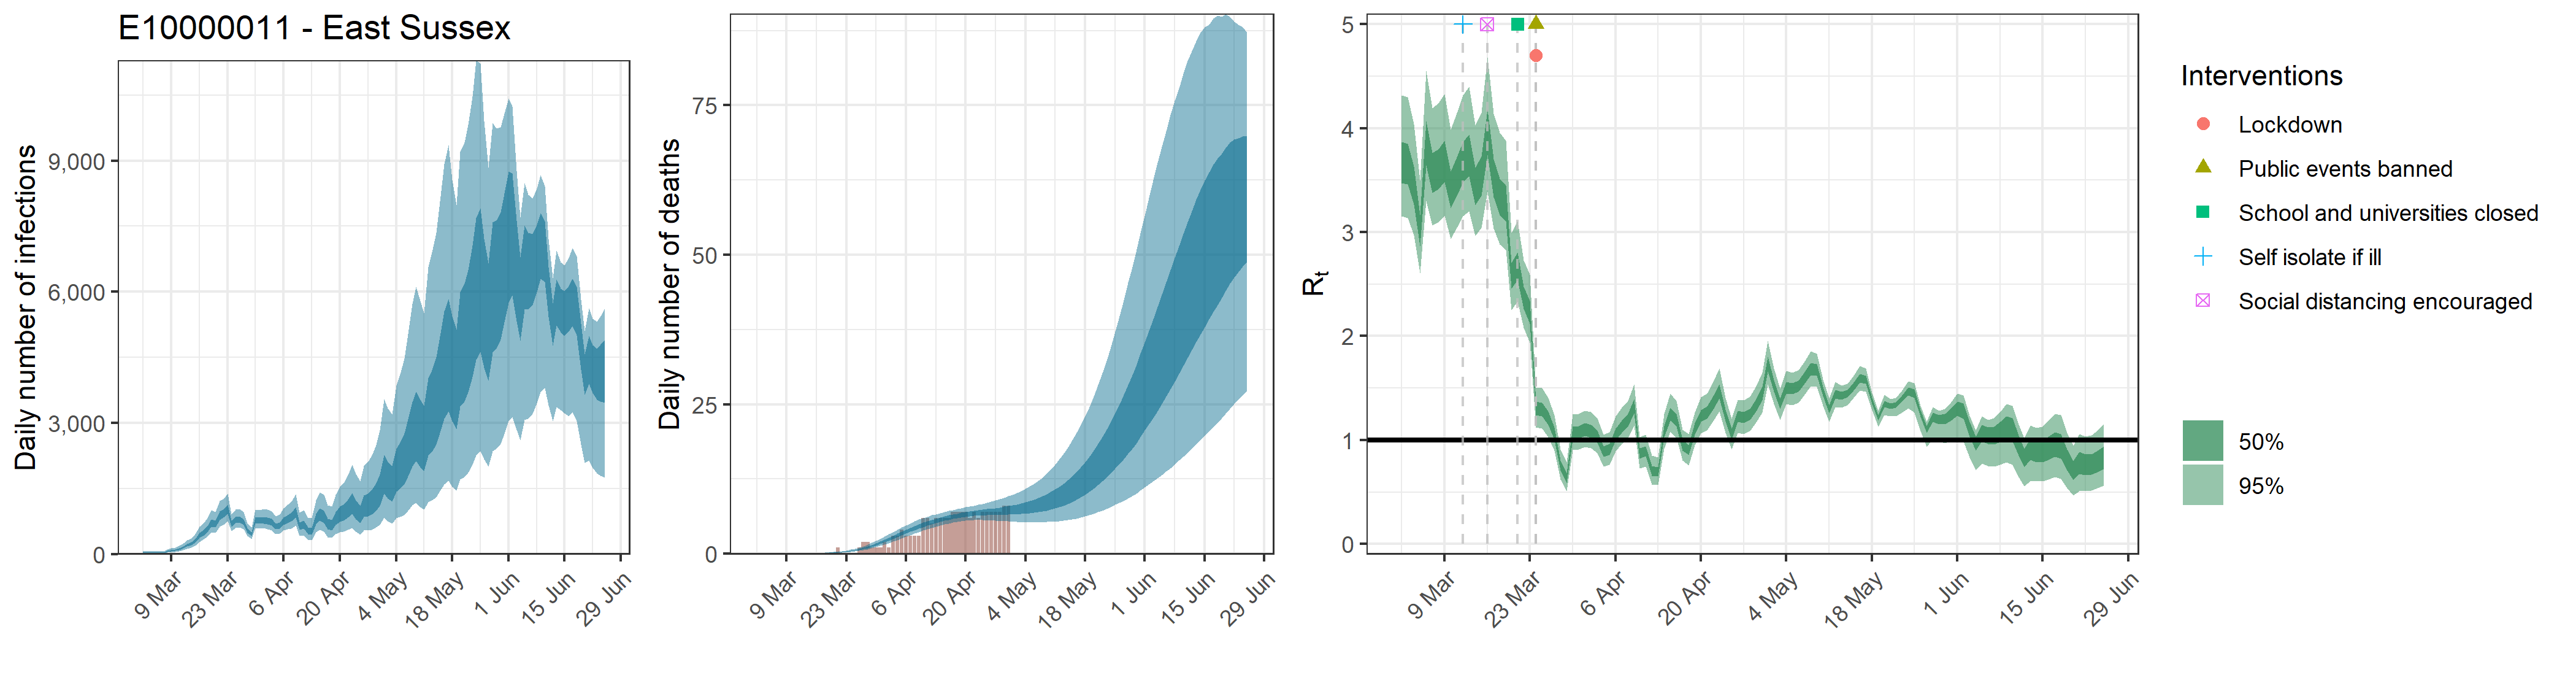 E10000011 - East Sussex
Daily number of infections
9,000
6,000
3,000
0
9 Mar
23 Mar
6 Apr
20 Apr
4 May
18 May
1 Jun
15 Jun
29 Jun
Daily number of deaths
75
50
25
0
9 Mar
23 Mar
6 Apr
20 Apr
4 May
18 May
1 Jun
15 Jun
29 Jun
Rt
5
4
3
2
1
0
9 Mar
23 Mar
6 Apr
20 Apr
4 May
18 May
1 Jun
15 Jun
29 Jun
Interventions
Lockdown
Public events banned
School and universities closed
Self isolate if ill
Social distancing encouraged
50%
95%